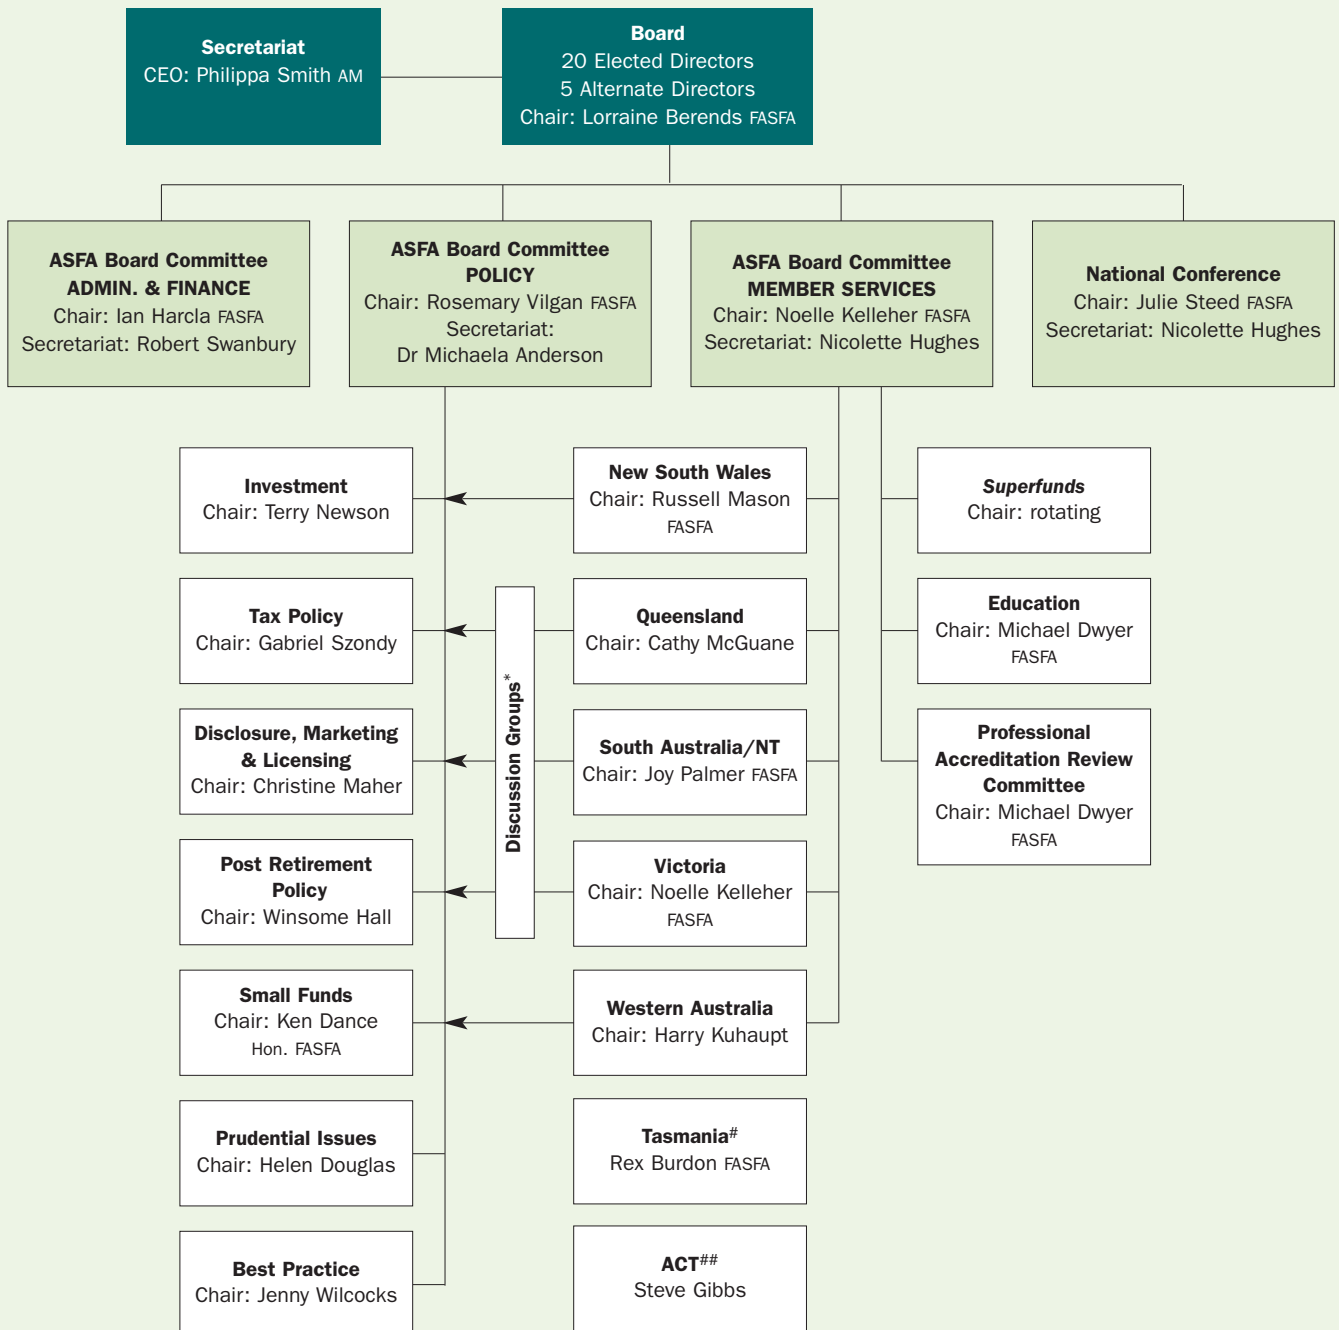 Secretariat
CEO: Philippa Smith AM
Board
20 Elected Directors
5 Alternate Directors
Chair: Lorraine Berends FASFA
ASFA Board Committee
ADMIN. & FINANCE
Chair: Ian Harcla FASFA
Secretariat: Robert Swanbury
ASFA Board Committee
POLICY
Chair: Rosemary Vilgan FASFA
Secretariat:
Dr Michaela Anderson
ASFA Board Committee
MEMBER SERVICES
Chair: Noelle Kelleher FASFA
Secretariat: Nicolette Hughes
National Conference
Chair: Julie Steed FASFA
Secretariat: Nicolette Hughes
Investment
Chair: Terry Newson
Tax Policy
Chair: Gabriel Szondy
Disclosure, Marketing
& Licensing
Chair: Christine Maher
Post Retirement
Policy
Chair: Winsome Hall
Small Funds
Chair: Ken Dance
Hon. FASFA
Prudential Issues
Chair: Helen Douglas
Best Practice
Chair: Jenny Wilcocks
Discussion Groups*
New South Wales
Chair: Russell Mason
FASFA
Queensland
Chair: Cathy McGuane
South Australia/NT
Chair: Joy Palmer FASFA
Victoria
Chair: Noelle Kelleher
FASFA
Western Australia
Chair: Harry Kuhaupt
Tasmania#
Rex Burdon FASFA
ACT##
Steve Gibbs
Superfunds
Chair: rotating
Education
Chair: Michael Dwyer
FASFA
Professional
Accreditation Review
Committee
Chair: Michael Dwyer
FASFA